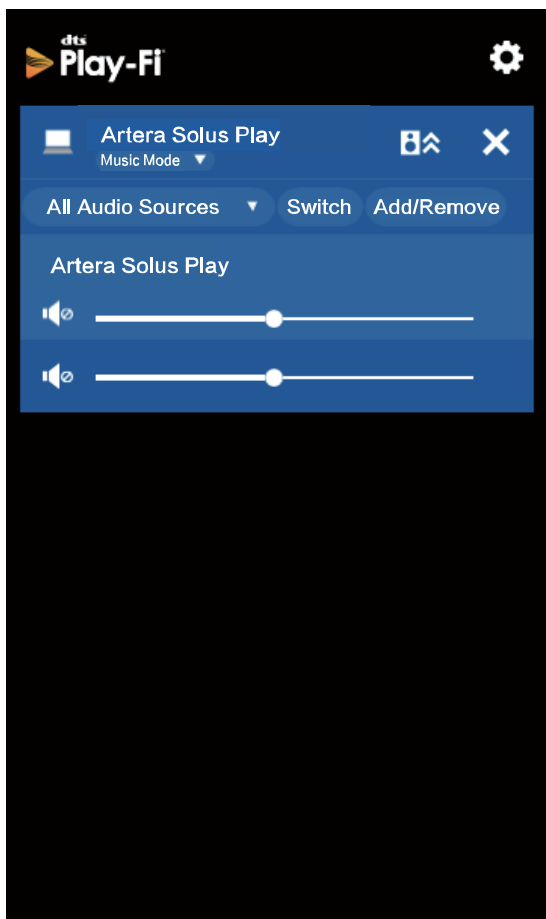 dts
Play-Fi
Artera Solus Play
Music Mode
All Audio Sources Switch Add/Remove
Artera Solus Play